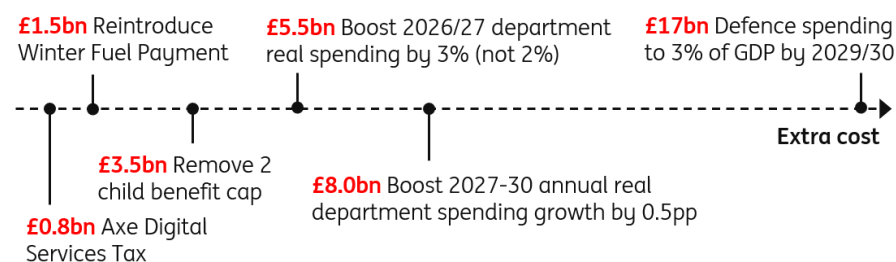 £1.5bn Reintroduce
Winter Fuel Payment
£5.5bn Boost 2026/27 department
real spending by 3% (not 2%)
£17bn Defence spending
to 3% of GDP by 2029/30
Extra cost
£3.5bn Remove 2
child benefit cap
£8.0bn Boost 2027-30 annual real
department spending growth by 0.5pp
£0.8bn Axe Digital
Services Tax